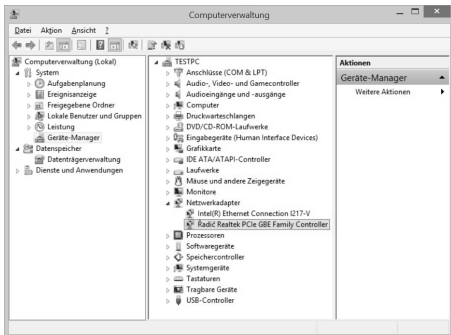 Computerverwaltung
Datei Aktion Ansicht ?
Computerverwaltung (Lokal)
System
Aufgabenplanung
Ereignisanzeige
Freigegebene Ordner
Lokale Benutzer und Gruppen
Leistung
Geräte-Manager
Datenspeicher
Datenträgerverwaltung
Dienste und Anwendungen
TESTPC
Anschlüsse (COM & LPT)
Audio-, Video- und Gamecontroller
Audioeingänge und -ausgänge
Computer
Druckwarteschlangen
DVD/CD-ROM-Laufwerke
Eingabegeräte (Human Interface Devices)
Grafikkarte
IDE ATA/ATAPI-Controller
Laufwerke
Mäuse und andere Zeigegeräte
Monitore
Netzwerkadapter
Intel(R) Ethernet Connection I217-V
Řadič Realtek PCIe GBE Family Controller
Prozessoren
Softwaregeräte
Speichercontroller
Systemgeräte
Tastaturen
Tragbare Geräte
USB-Controller
Aktionen
Geräte-Manager
Weitere Aktionen